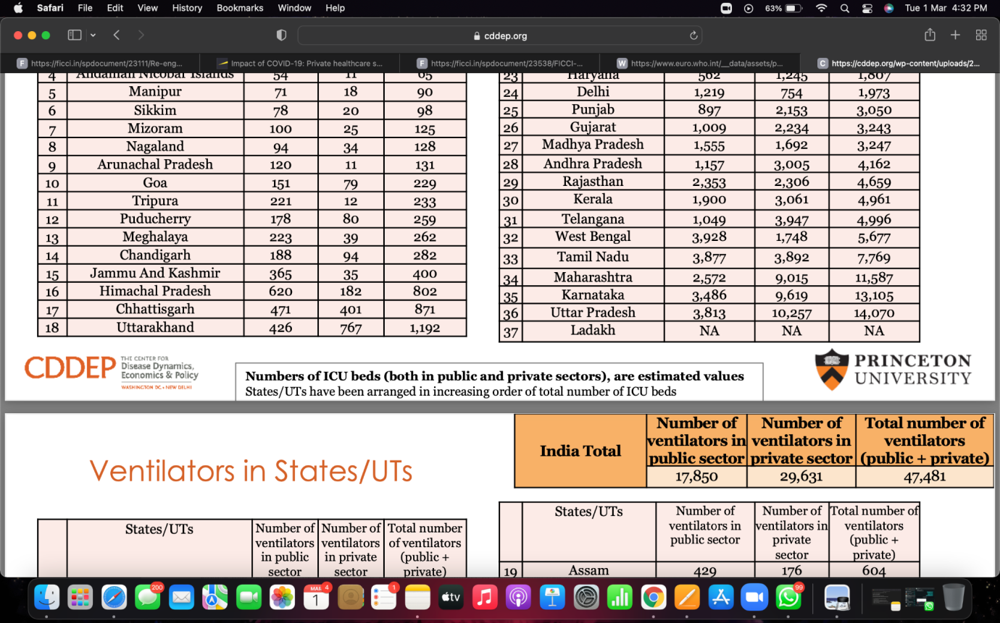 Safari File Edit View History Bookmarks Window Help 63% Tue 1 Mar 4:32 PM
cddep.org
F https://ficci.in/spdocument/23111/Re-eng... Impact of COVID-19: Private healthcare s... F https://ficci.in/spdocument/23538/FICCI-... W https://www.euro.who.int/__data/assets/p... C https://cddep.org/wp-content/uploads/2...
4 Andaman Nicobar Islands 54 11 65
5 Manipur 71 18 90
6 Sikkim 78 20 98
7 Mizoram 100 25 125
8 Nagaland 94 34 128
9 Arunachal Pradesh 120 11 131
10 Goa 151 79 229
11 Tripura 221 12 233
12 Puducherry 178 80 259
13 Meghalaya 223 39 262
14 Chandigarh 188 94 282
15 Jammu And Kashmir 365 35 400
16 Himachal Pradesh 620 182 802
17 Chhattisgarh 471 401 871
18 Uttarakhand 426 767 1,192
23 Haryana 562 1,245 1,807
24 Delhi 1,219 754 1,973
25 Punjab 897 2,153 3,050
26 Gujarat 1,009 2,234 3,243
27 Madhya Pradesh 1,555 1,692 3,247
28 Andhra Pradesh 1,157 3,005 4,162
29 Rajasthan 2,353 2,306 4,659
30 Kerala 1,900 3,061 4,961
31 Telangana 1,049 3,947 4,996
32 West Bengal 3,928 1,748 5,677
33 Tamil Nadu 3,877 3,892 7,769
34 Maharashtra 2,572 9,015 11,587
35 Karnataka 3,486 9,619 13,105
36 Uttar Pradesh 3,813 10,257 14,070
37 Ladakh NA NA NA
CDDEP
THE CENTER FOR
Disease Dynamics,
Economics & Policy
WASHINGTON DC • NEW DELHI
Numbers of ICU beds (both in public and private sectors), are estimated values
States/UTs have been arranged in increasing order of total number of ICU beds
PRINCETON
UNIVERSITY
Ventilators in States/UTs
India Total
Number of ventilators in public sector
Number of ventilators in private sector
Total number of ventilators (public + private)
17,850 29,631 47,481
States/UTs
Number of ventilators in public sector
Number of ventilators in private sector
Total number of ventilators (public + private)
States/UTs
Number of ventilators in public sector
Number of ventilators in private sector
Total number of ventilators (public + private)
19 Assam 429 176 604
200 MAR 4 1 1 tv 99